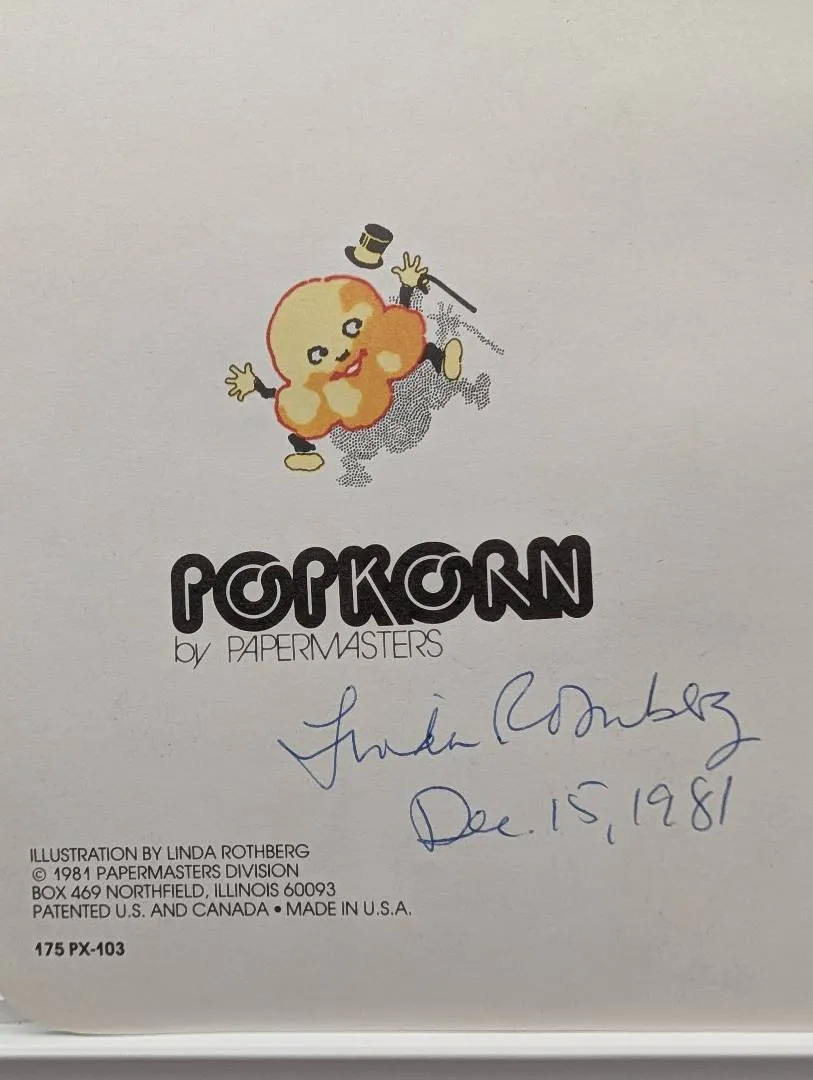 POPKORN
by PAPERMASTERS
Linda Rothberg
Dec. 15, 1981
ILLUSTRATION BY LINDA ROTHBERG
© 1981 PAPERMASTERS DIVISION
BOX 469 NORTHFIELD, ILLINOIS 60093
PATENTED U.S. AND CANADA • MADE IN U.S.A.
175 PX-103